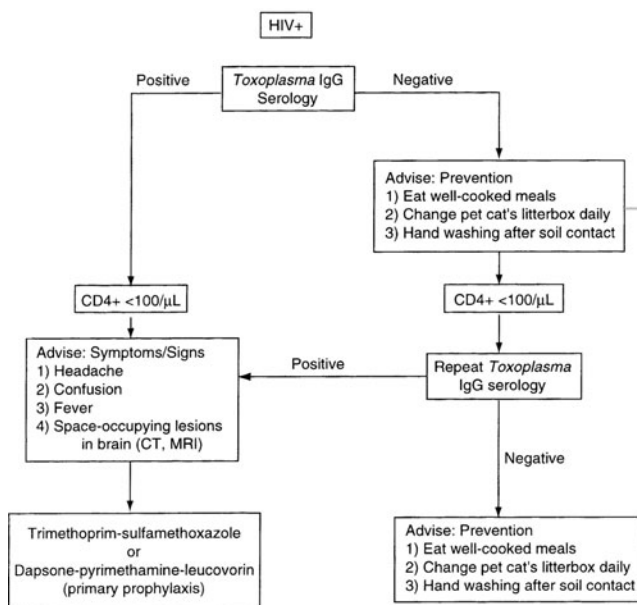 HIV+
Positive
Toxoplasma IgG
Serology
Negative
Advise: Prevention
1) Eat well-cooked meals
2) Change pet cat's litterbox daily
3) Hand washing after soil contact
CD4+ <100/µL
CD4+ <100/µL
Advise: Symptoms/Signs
1) Headache
2) Confusion
3) Fever
4) Space-occupying lesions
in brain (CT, MRI)
Positive
Repeat Toxoplasma
IgG serology
Negative
Trimethoprim-sulfamethoxazole
or
Dapsone-pyrimethamine-leucovorin
(primary prophylaxis)
Advise: Prevention
1) Eat well-cooked meals
2) Change pet cat's litterbox daily
3) Hand washing after soil contact